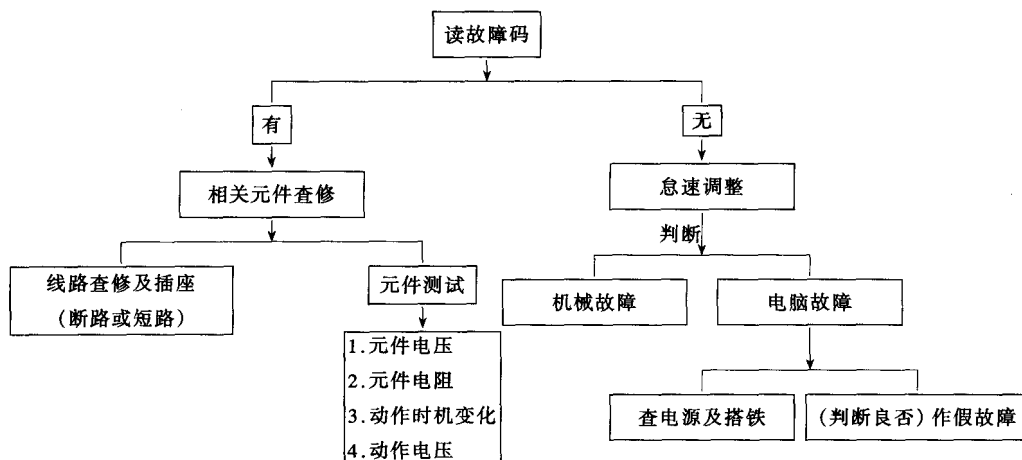 读故障码
有
无
相关元件查修
怠速调整
判断
线路查修及插座
(断路或短路)
元件测试
机械故障
电脑故障
1.元件电压
2.元件电阻
3.动作时机变化
4.动作电压
查电源及搭铁
(判断良否)作假故障